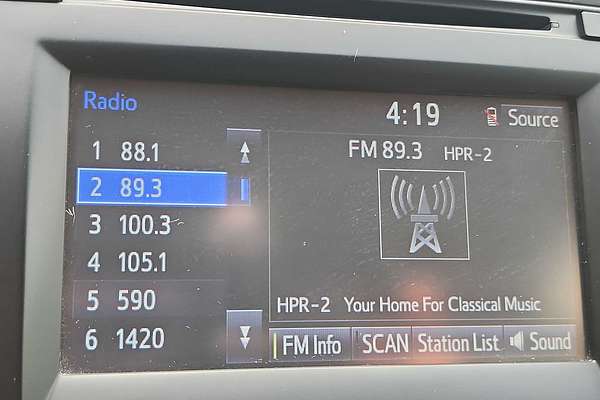 Radio
4:19
Source
1 88.1
2 89.3
3 100.3
4 105.1
5 590
6 1420
FM 89.3 HPR-2
HPR-2 Your Home For Classical Music
FM Info
SCAN
Station List
Sound